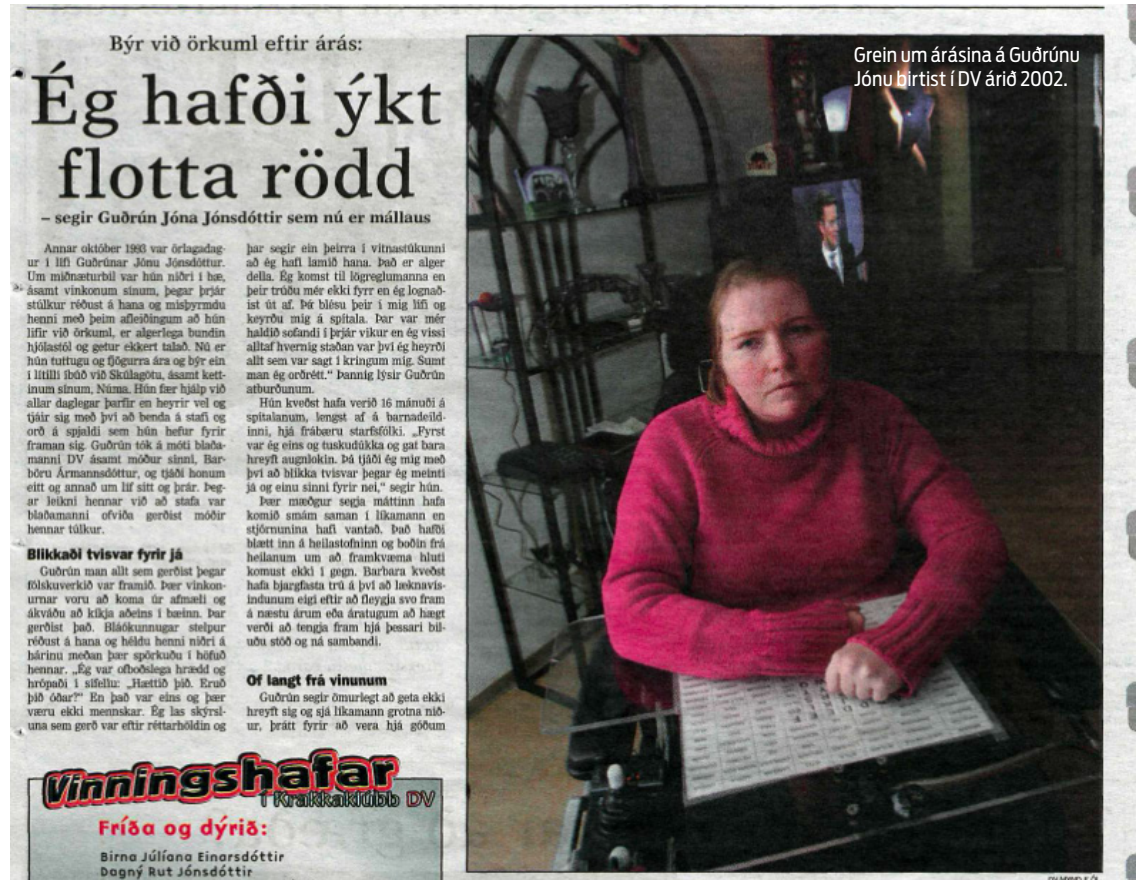 Býr við örkuml eftir árás:
Ég hafði ýkt
flotta rödd
– segir Guðrún Jóna Jónsdóttir sem nú er mállaus
Annar október 1993 var örlagadag-
ur í lífi Guðrúnar Jónu Jónsdóttur.
Um miðnæturbil var hún niðri í bæ,
ásamt vinkonum sínum, þegar þrjár
stúlkur réðust á hana og misþyrmdu
henni með þeim afleiðingum að hún
lifir við örkuml, er algerlega bundin
hjólastól og getur ekkert talað. Nú er
hún tuttugu og fjögurra ára og býr ein
í lítilli íbúð við Skúlagötu, ásamt kett-
inum sínum, Núma. Hún fær hjálp við
allar daglegar þarfir en heyrir vel og
tjáir sig með því að benda á stafi og
orð á spjaldi sem hún hefur fyrir
framan sig. Guðrún tók á móti blaða-
manni DV ásamt móður sinni, Bar-
böru Ármannsdóttur, og tjáði honum
eitt og annað um líf sitt og þrár. Þeg-
ar leikni hennar við að stafa var
blaðamanni ofviða gerðist móðir
hennar túlkur.
Blikkaði tvisvar fyrir já
Guðrún man allt sem gerðist þegar
fólskuverkið var framið. Þær vinkon-
urnar voru að koma úr afmæli og
ákváðu að kíkja aðeins í bæinn. Þar
gerðist það. Bláókunnugar stelpur
réðust á hana og héldu henni niðri á
hárinu meðan þær spörkuðu í höfuð
hennar. „Ég var ofboðslega hrædd og
hrópaði í sífellu: „Hættið þið. Eruð
þið óðar?“ En það var eins og þær
væru ekki mennskar. Ég las skýrsl-
una sem gerð var eftir réttarhöldin og
þar segir ein þeirra í vitnastúkunni
að ég hafi lamið hana. Það er alger
della. Ég komst til lögreglumanna en
þeir trúðu mér ekki fyrr en ég lognað-
ist út af. Þá blésu þeir í mig lífi og
keyrðu mig á spítala. Þar var mér
haldið sofandi í þrjár vikur en ég vissi
alltaf hvernig staðan var því ég heyrði
allt sem var sagt í kringum mig. Sumt
man ég orðrétt.“ Þannig lýsir Guðrún
atburðunum.
Hún kveðst hafa verið 16 mánuði á
spítalanum, lengst af á barnadeild-
inni, hjá frábæru starfsfólki. „Fyrst
var ég eins og tuskudúkka og gat bara
hreyft augnlokin. Þá tjáði ég mig með
því að blikka tvisvar þegar ég meinti
já og einu sinni fyrir nei,“ segir hún.
Þær mæðgur segja máttinn hafa
komið smám saman í líkamann en
stjórnunina hafi vantað. Það hafði
blætt inn á heilastofninn og boðin frá
heilanum um að framkvæma hluti
komust ekki í gegn. Barbara kveðst
hafa bjargfasta trú á því að læknavís-
indunum eigi eftir að fleygja svo fram
á næstu árum eða áratugum að hægt
verði að tengja fram hjá þessari bil-
uðu stöð og ná sambandi.
Of langt frá vinunum
Guðrún segir ömurlegt að geta ekki
hreyft sig og sjá líkamann grotna nið-
ur, þrátt fyrir að vera hjá góðum
Grein um árásina á Guðrúnu
Jónu birtist í DV árið 2002.
Vinningshafar
í Krakkaklúbb DV
Fríða og dýrið:
Birna Júlíana Einarsdóttir
Dagný Rut Jónsdóttir